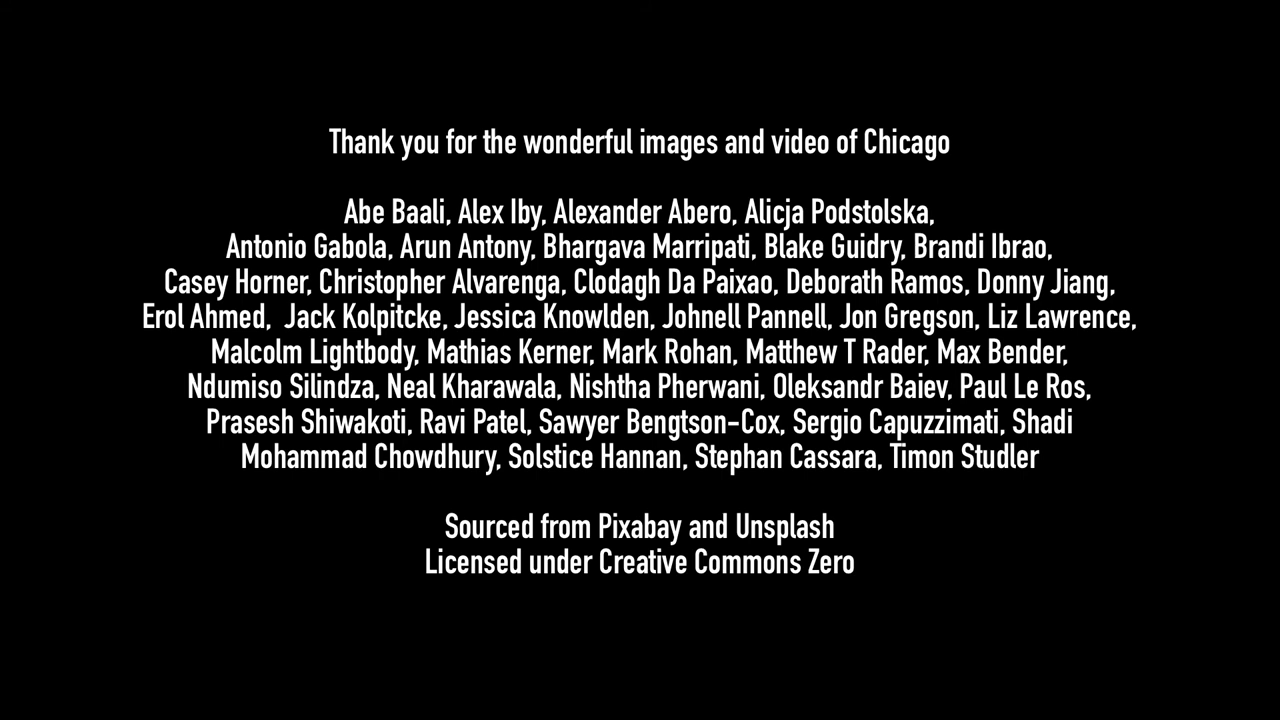 Thank you for the wonderful images and video of Chicago
Abe Baali, Alex Iby, Alexander Abero, Alicja Podstolska,
Antonio Gabola, Arun Antony, Bhargava Marripati, Blake Guidry, Brandi Ibrao,
Casey Horner, Christopher Alvarenga, Clodagh Da Paixao, Deborath Ramos, Donny Jiang,
Erol Ahmed,  Jack Kolpitcke, Jessica Knowlden, Johnell Pannell, Jon Gregson, Liz Lawrence,
Malcolm Lightbody, Mathias Kerner, Mark Rohan, Matthew T Rader, Max Bender,
Ndumiso Silindza, Neal Kharawala, Nishtha Pherwani, Oleksandr Baiev, Paul Le Ros,
Prasesh Shiwakoti, Ravi Patel, Sawyer Bengtson-Cox, Sergio Capuzzimati, Shadi
Mohammad Chowdhury, Solstice Hannan, Stephan Cassara, Timon Studler
Sourced from Pixabay and Unsplash
Licensed under Creative Commons Zero